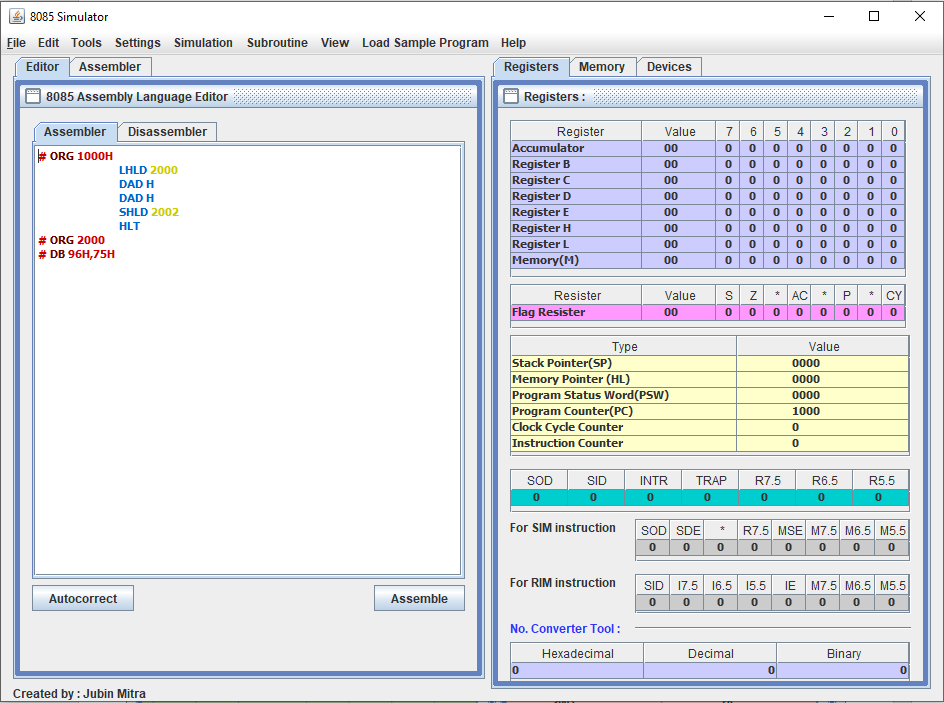 8085 Simulator
File Edit Tools Settings Simulation Subroutine View Load Sample Program Help
Editor Assembler
8085 Assembly Language Editor
Assembler Disassembler
# ORG 1000H
LHLD 2000
DAD H
DAD H
SHLD 2002
HLT
# ORG 2000
# DB 96H,75H
Autocorrect Assemble
Created by : Jubin Mitra
Registers Memory Devices
Registers :
Register Value 7 6 5 4 3 2 1 0
Accumulator 00 0 0 0 0 0 0 0 0
Register B 00 0 0 0 0 0 0 0 0
Register C 00 0 0 0 0 0 0 0 0
Register D 00 0 0 0 0 0 0 0 0
Register E 00 0 0 0 0 0 0 0 0
Register H 00 0 0 0 0 0 0 0 0
Register L 00 0 0 0 0 0 0 0 0
Memory(M) 00 0 0 0 0 0 0 0 0
Resister Value S Z * AC * P * CY
Flag Resister 00 0 0 0 0 0 0 0 0
Type Value
Stack Pointer(SP) 0000
Memory Pointer (HL) 0000
Program Status Word(PSW) 0000
Program Counter(PC) 1000
Clock Cycle Counter 0
Instruction Counter 0
SOD SID INTR TRAP R7.5 R6.5 R5.5
0 0 0 0 0 0 0
For SIM instruction
SOD SDE * R7.5 MSE M7.5 M6.5 M5.5
0 0 0 0 0 0 0 0
For RIM instruction
SID I7.5 I6.5 I5.5 IE M7.5 M6.5 M5.5
0 0 0 0 0 0 0 0
No. Converter Tool :
Hexadecimal Decimal Binary
0 0 0